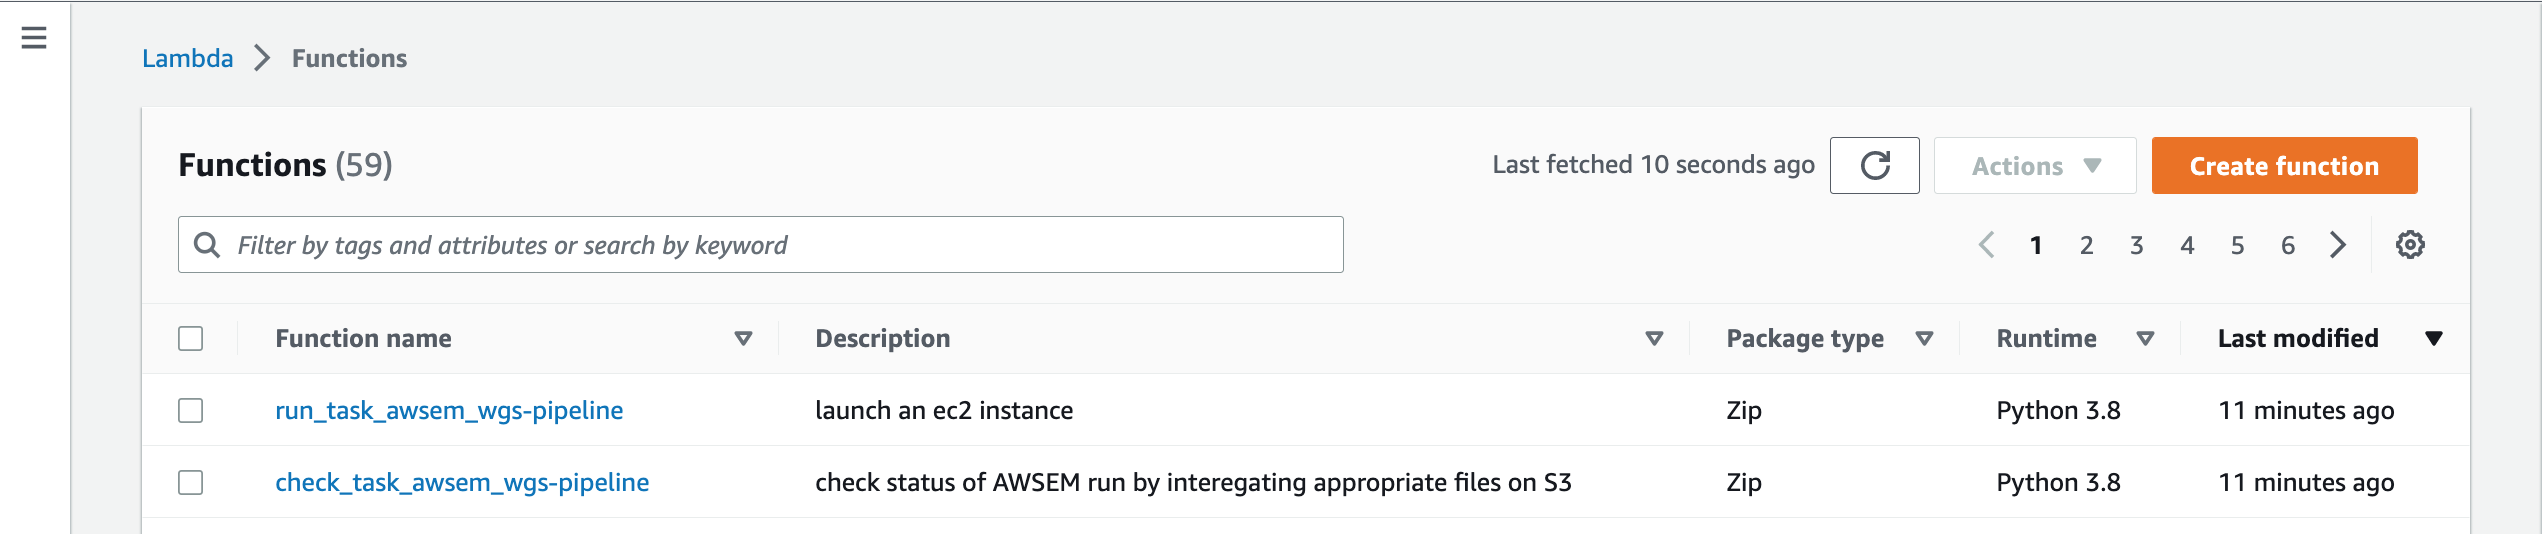 Lambda > Functions
Functions (59) Last fetched 10 seconds ago Actions Create function
Filter by tags and attributes or search by keyword 1 2 3 4 5 6
Function name Description Package type Runtime Last modified
run_task_awsem_wgs-pipeline launch an ec2 instance Zip Python 3.8 11 minutes ago
check_task_awsem_wgs-pipeline check status of AWSEM run by interegating appropriate files on S3 Zip Python 3.8 11 minutes ago